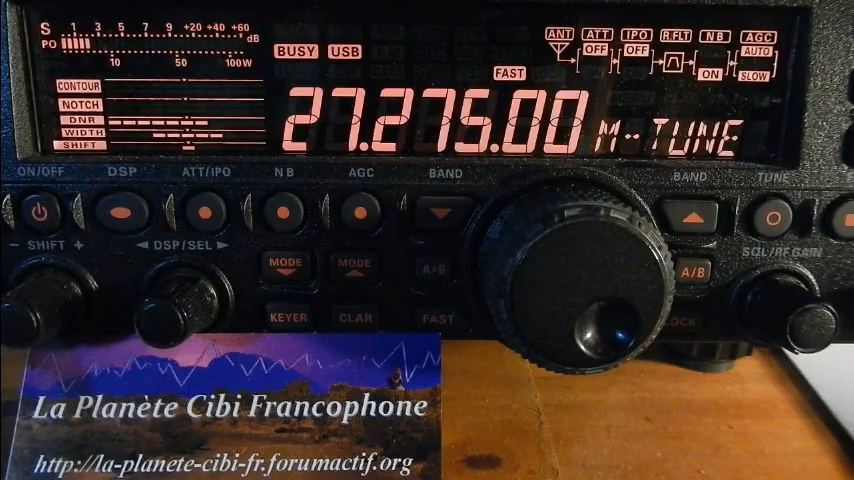 S 1 3 5 7 9 +20 +40 +60 dB
PO
10 50 100W
BUSY USB
ANT ATT IPO R.FLT NB AGC
OFF OFF AUTO
ON SLOW
FAST
CONTOUR
NOTCH
DNR
WIDTH
SHIFT
27.275.00 M-TUNE
ON/OFF DSP ATT/IPO NB AGC BAND BAND TUNE
– SHIFT + ◀ DSP/SEL ▶ SQL/RF GAIN
MODE MODE A=B A/B
KEYER CLAR FAST LOCK
La Planète Cibi Francophone
http://la-planete-cibi-fr.forumactif.org